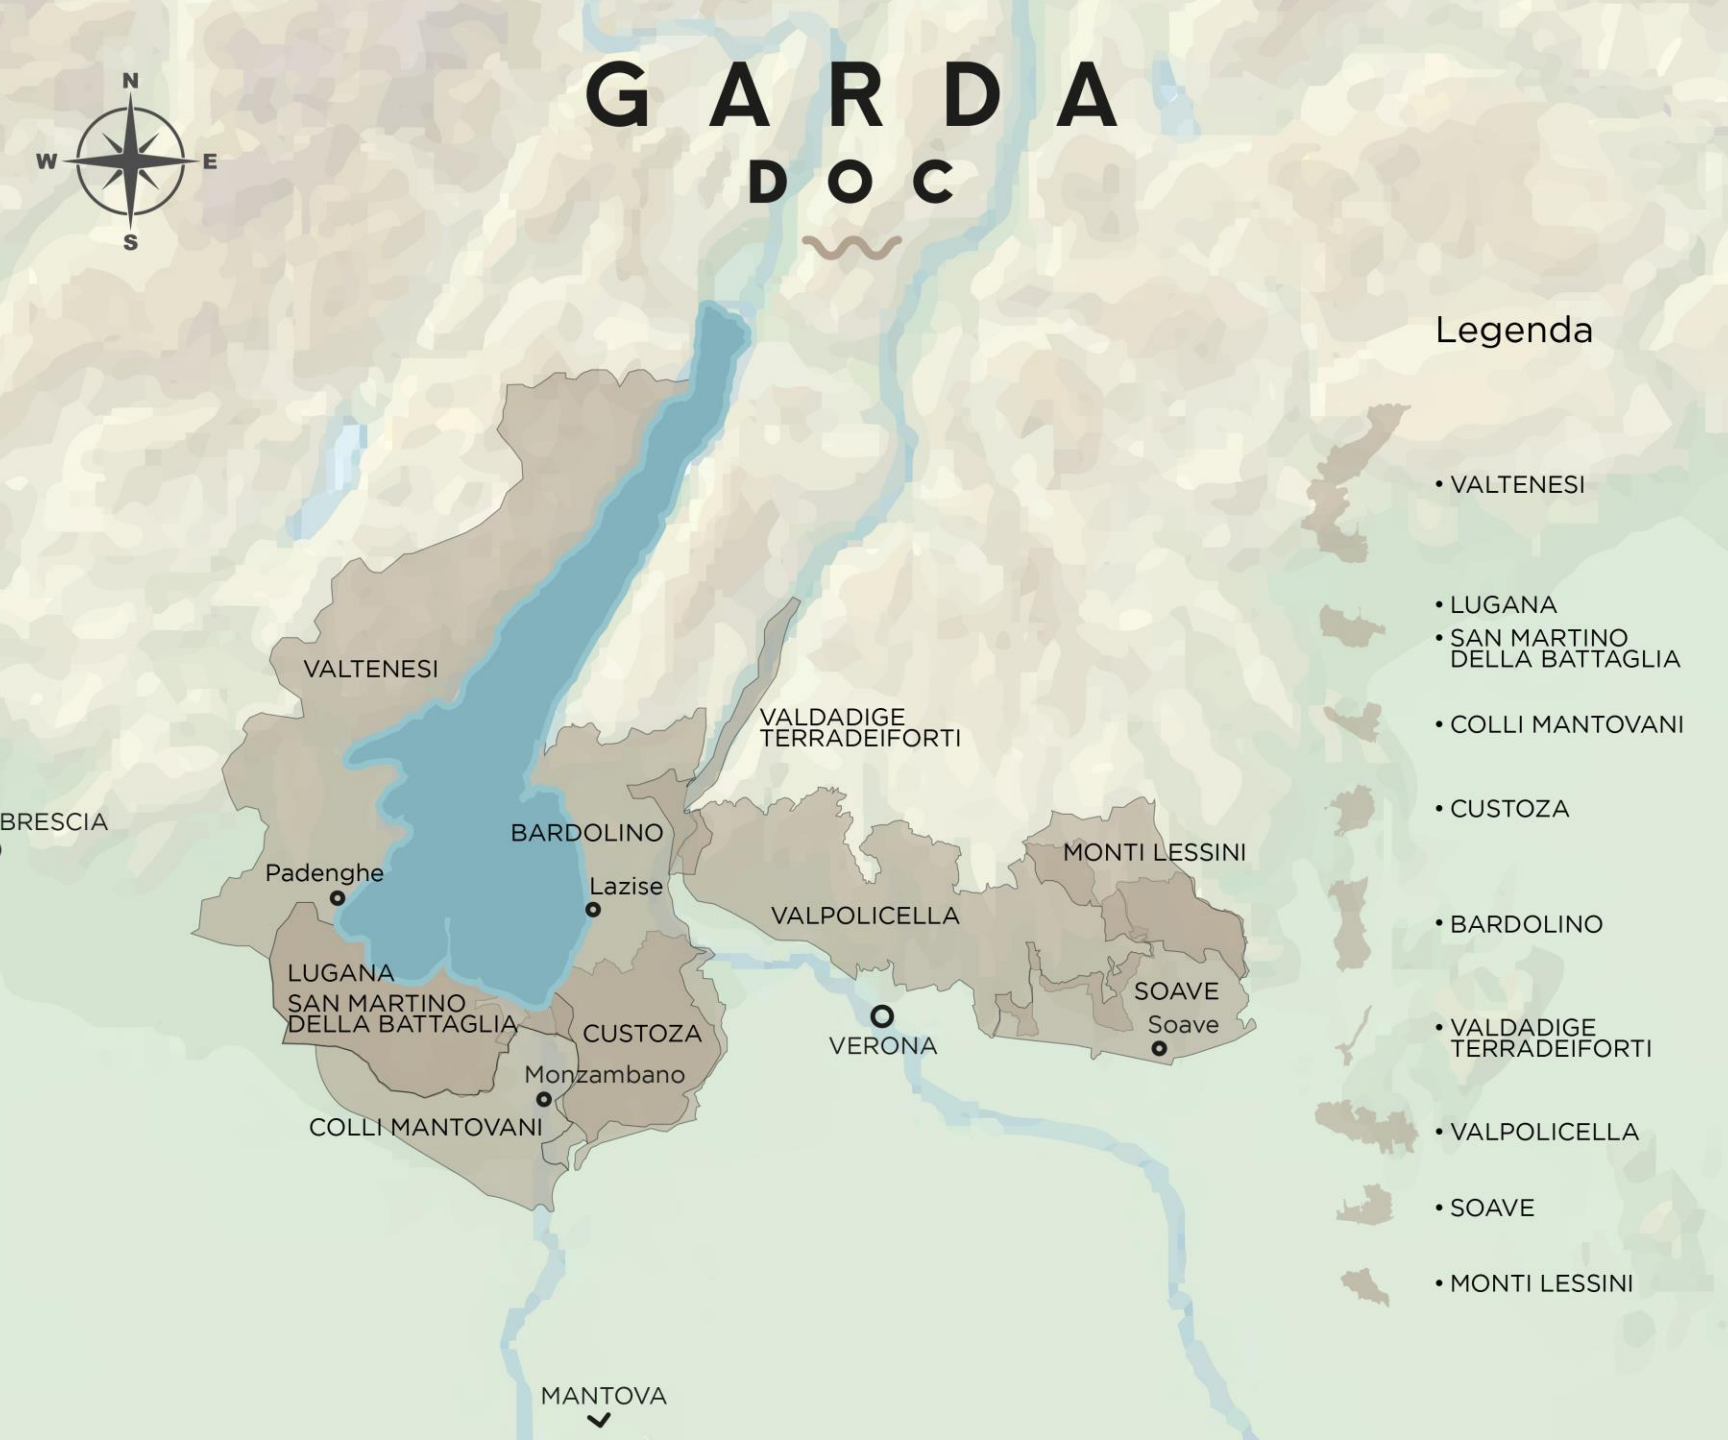 GARDA
DOC
N
W E
S
Legenda
• VALTENESI
• LUGANA
• SAN MARTINO
DELLA BATTAGLIA
• COLLI MANTOVANI
• CUSTOZA
• BARDOLINO
• VALDADIGE
TERRADEIFORTI
• VALPOLICELLA
• SOAVE
• MONTI LESSINI
VALTENESI
VALDADIGE
TERRADEIFORTI
BRESCIA
BARDOLINO
MONTI LESSINI
Padenghe
Lazise
VALPOLICELLA
LUGANA
SAN MARTINO
DELLA BATTAGLIA
CUSTOZA
SOAVE
Soave
VERONA
Monzambano
COLLI MANTOVANI
MANTOVA